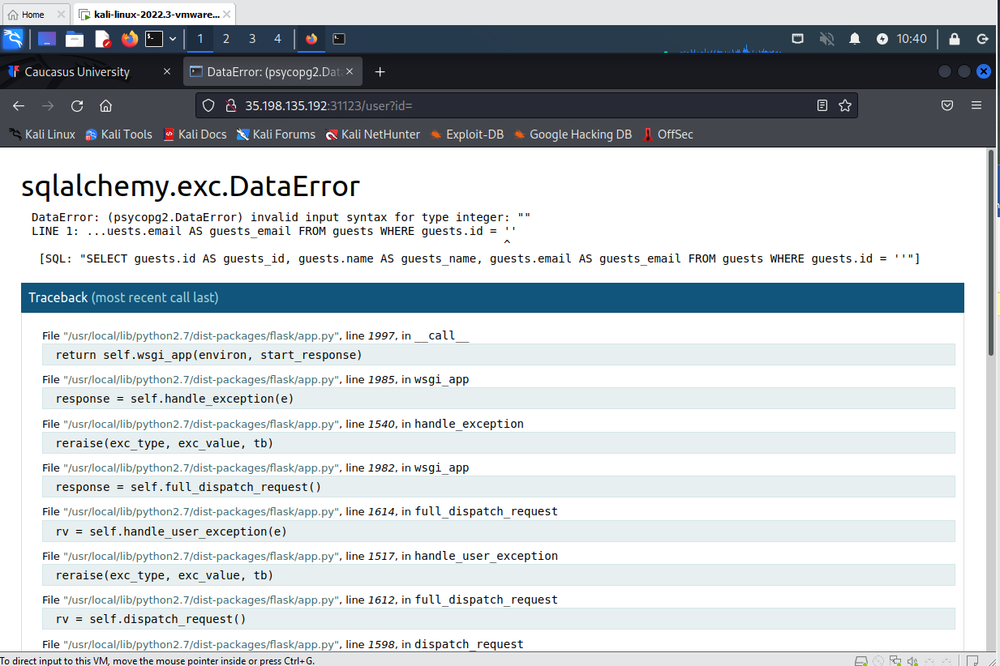 Home
kali-linux-2022.3-vmware...
1 2 3 4 10:40
Caucasus University
DataError: (psycopg2.Data
35.198.135.192:31123/user?id=
Kali Linux Kali Tools Kali Docs Kali Forums Kali NetHunter Exploit-DB Google Hacking DB OffSec
sqlalchemy.exc.DataError
DataError: (psycopg2.DataError) invalid input syntax for type integer: ""
LINE 1: ...uests.email AS guests_email FROM guests WHERE guests.id = ''
^
[SQL: "SELECT guests.id AS guests_id, guests.name AS guests_name, guests.email AS guests_email FROM guests WHERE guests.id = ''"]
Traceback (most recent call last)
File "/usr/local/lib/python2.7/dist-packages/flask/app.py", line 1997, in __call__
return self.wsgi_app(environ, start_response)
File "/usr/local/lib/python2.7/dist-packages/flask/app.py", line 1985, in wsgi_app
response = self.handle_exception(e)
File "/usr/local/lib/python2.7/dist-packages/flask/app.py", line 1540, in handle_exception
reraise(exc_type, exc_value, tb)
File "/usr/local/lib/python2.7/dist-packages/flask/app.py", line 1982, in wsgi_app
response = self.full_dispatch_request()
File "/usr/local/lib/python2.7/dist-packages/flask/app.py", line 1614, in full_dispatch_request
rv = self.handle_user_exception(e)
File "/usr/local/lib/python2.7/dist-packages/flask/app.py", line 1517, in handle_user_exception
reraise(exc_type, exc_value, tb)
File "/usr/local/lib/python2.7/dist-packages/flask/app.py", line 1612, in full_dispatch_request
rv = self.dispatch_request()
File "/usr/local/lib/python2.7/dist-packages/flask/app.py", line 1598, in dispatch_request
To direct input to this VM, move the mouse pointer inside or press Ctrl+G.